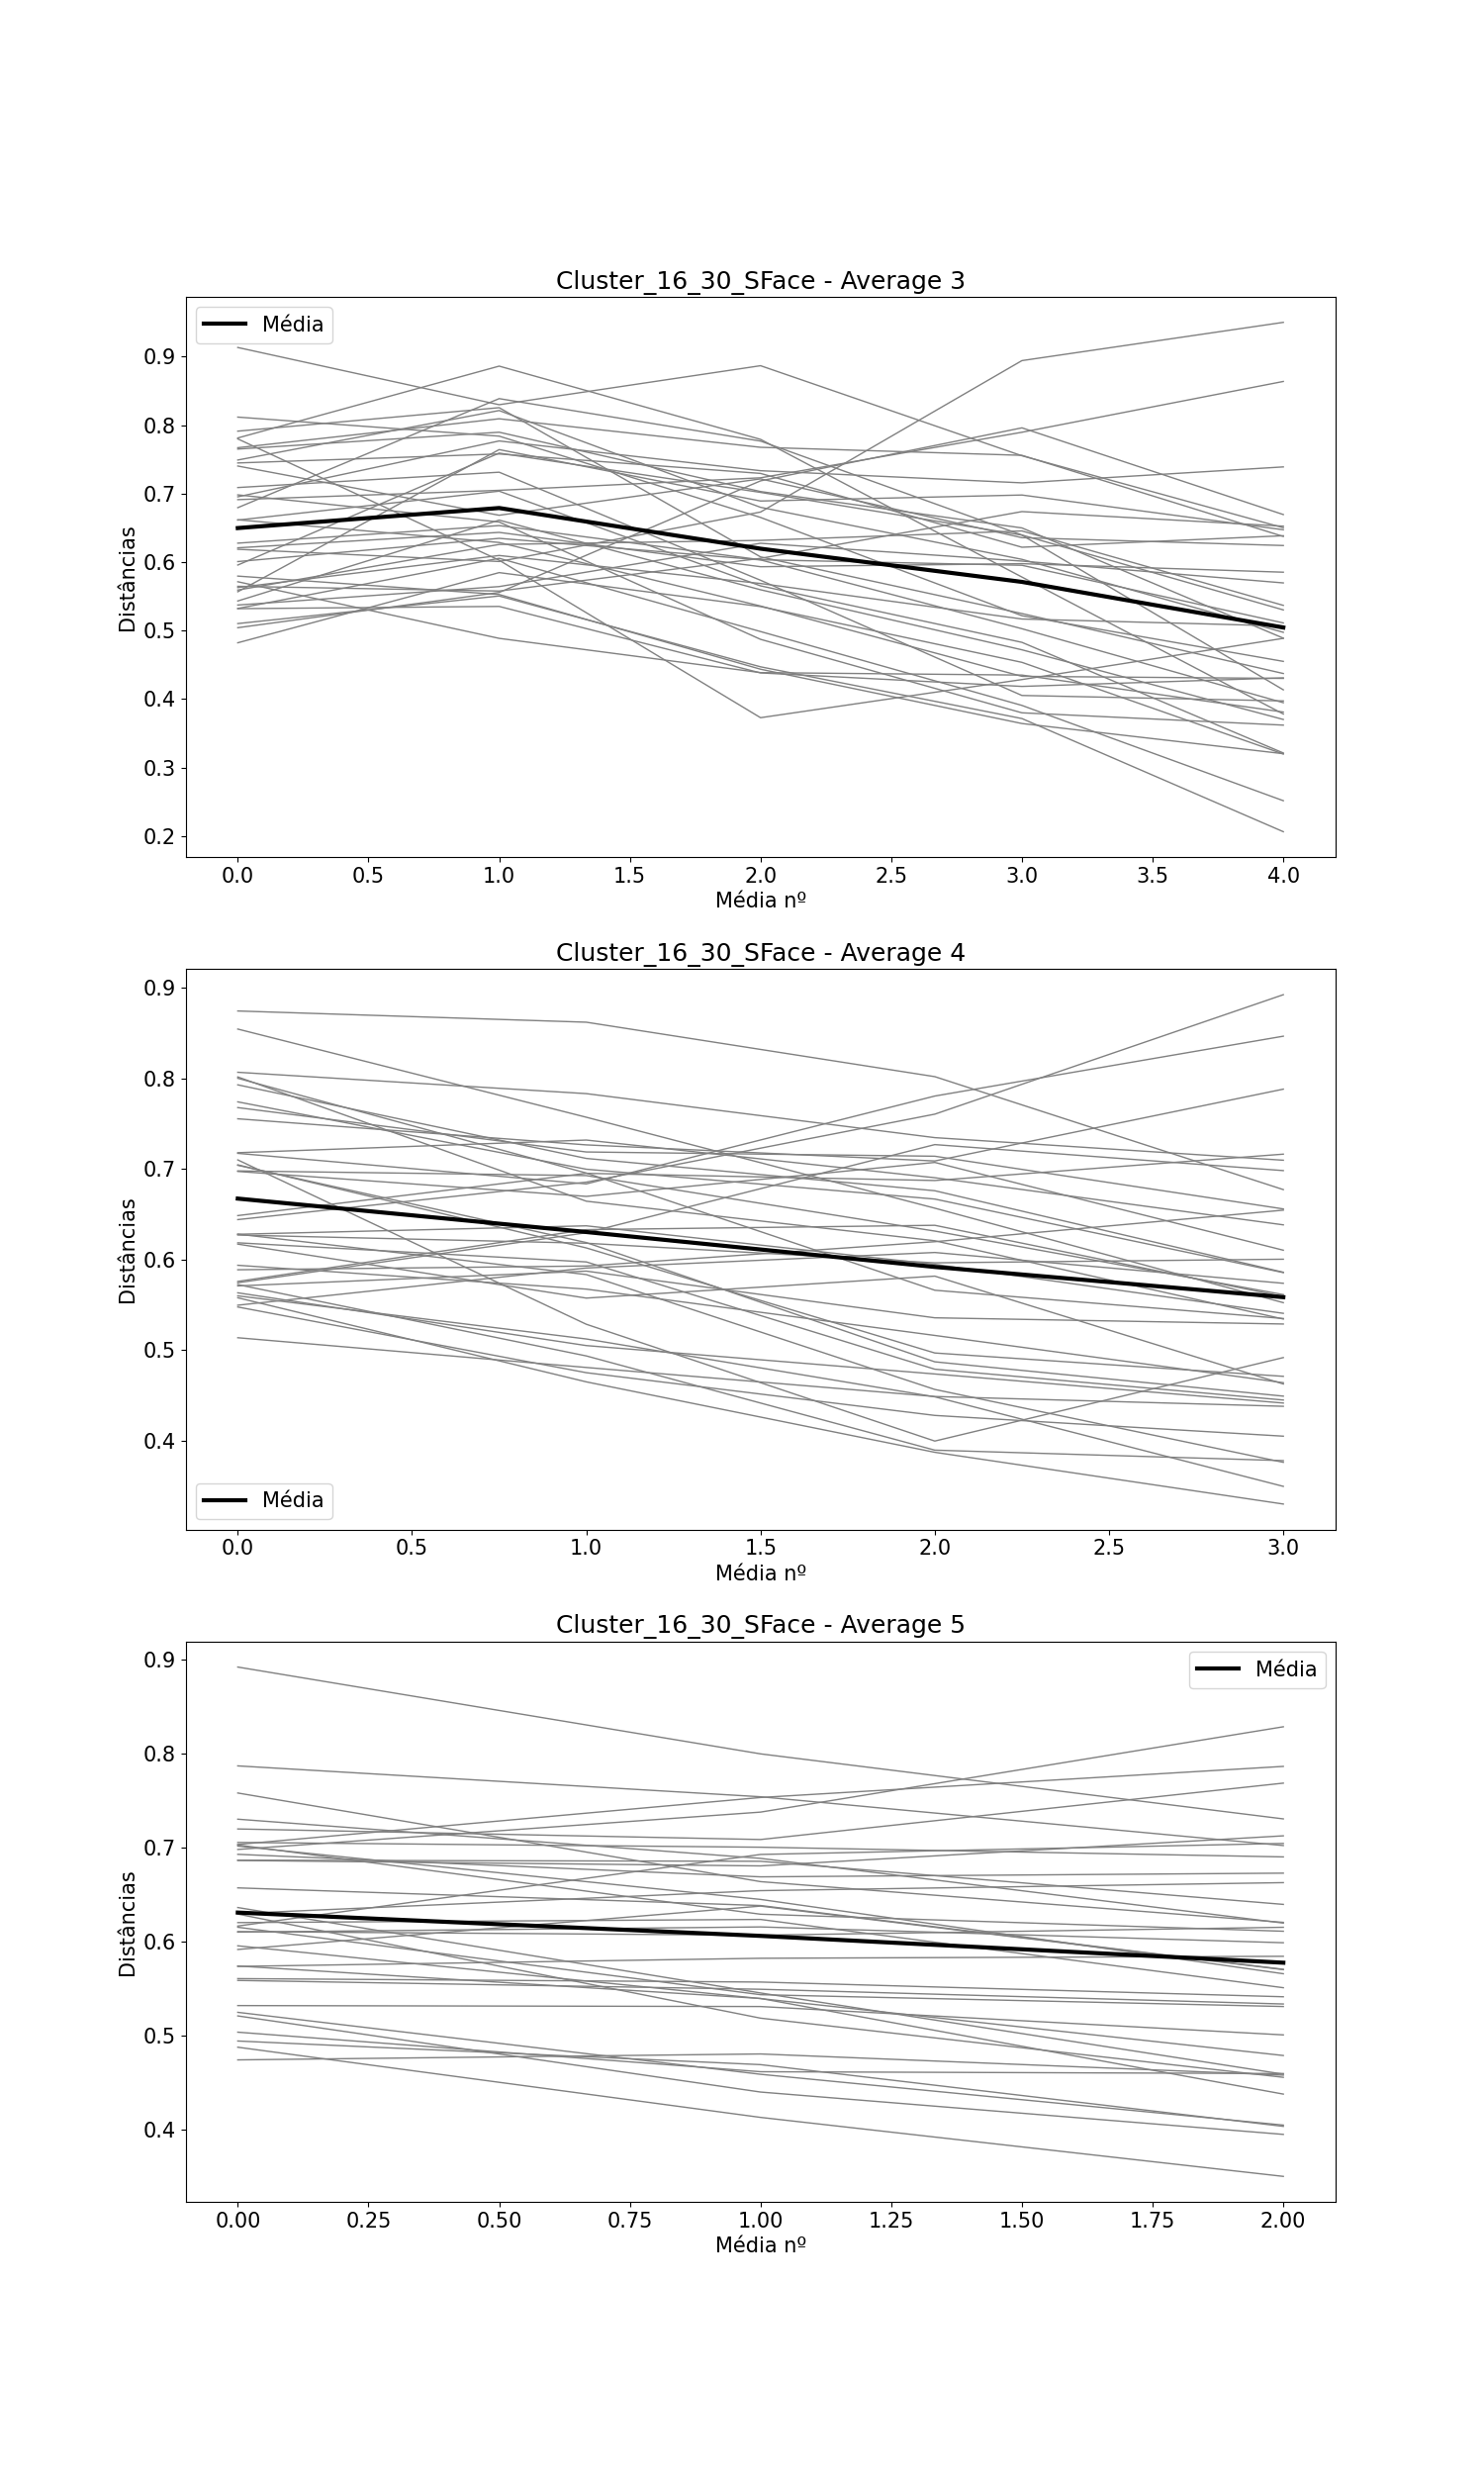 Cluster_16_30_SFace - Average 3
Média
Distâncias
0.9
0.8
0.7
0.6
0.5
0.4
0.3
0.2
0.0 0.5 1.0 1.5 2.0 2.5 3.0 3.5 4.0
Média nº
Cluster_16_30_SFace - Average 4
Distâncias
0.9
0.8
0.7
0.6
0.5
0.4
Média
0.0 0.5 1.0 1.5 2.0 2.5 3.0
Média nº
Cluster_16_30_SFace - Average 5
Média
Distâncias
0.9
0.8
0.7
0.6
0.5
0.4
0.00 0.25 0.50 0.75 1.00 1.25 1.50 1.75 2.00
Média nº